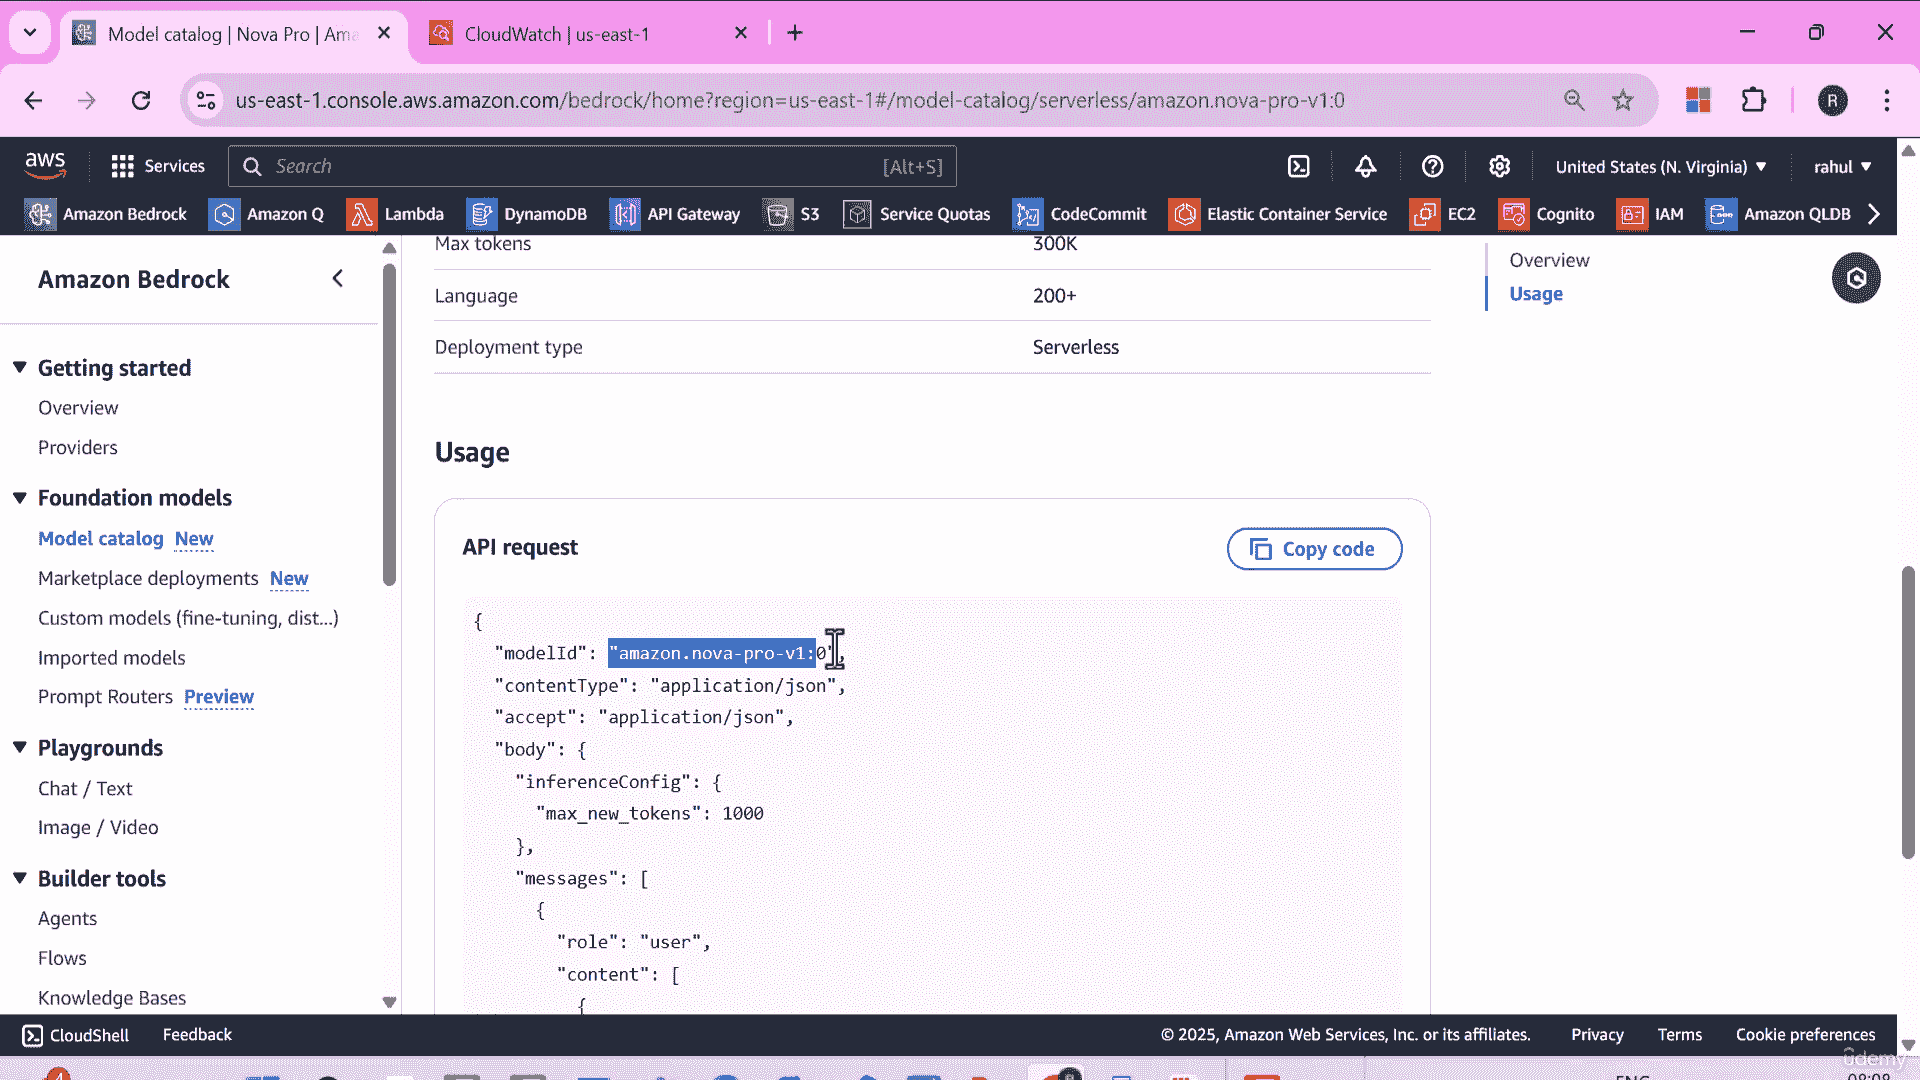 Model catalog | Nova Pro | Ama
CloudWatch | us-east-1
us-east-1.console.aws.amazon.com/bedrock/home?region=us-east-1#/model-catalog/serverless/amazon.nova-pro-v1:0
R
aws
Services
Search
[Alt+S]
United States (N. Virginia)
rahul
Amazon Bedrock
Amazon Q
Lambda
DynamoDB
API Gateway
S3
Service Quotas
CodeCommit
Elastic Container Service
EC2
Cognito
IAM
Amazon QLDB
Amazon Bedrock
Getting started
Overview
Providers
Foundation models
Model catalog New
Marketplace deployments New
Custom models (fine-tuning, dist...)
Imported models
Prompt Routers Preview
Playgrounds
Chat / Text
Image / Video
Builder tools
Agents
Flows
Knowledge Bases
Max tokens 300K
Language 200+
Deployment type Serverless
Usage
API request
Copy code
{
"modelId": "amazon.nova-pro-v1:0",
"contentType": "application/json",
"accept": "application/json",
"body": {
"inferenceConfig": {
"max_new_tokens": 1000
},
"messages": [
{
"role": "user",
"content": [
{
Overview
Usage
CloudShell
Feedback
© 2025, Amazon Web Services, Inc. or its affiliates.
Privacy
Terms
Cookie preferences
udemy
4
ENG
08:08